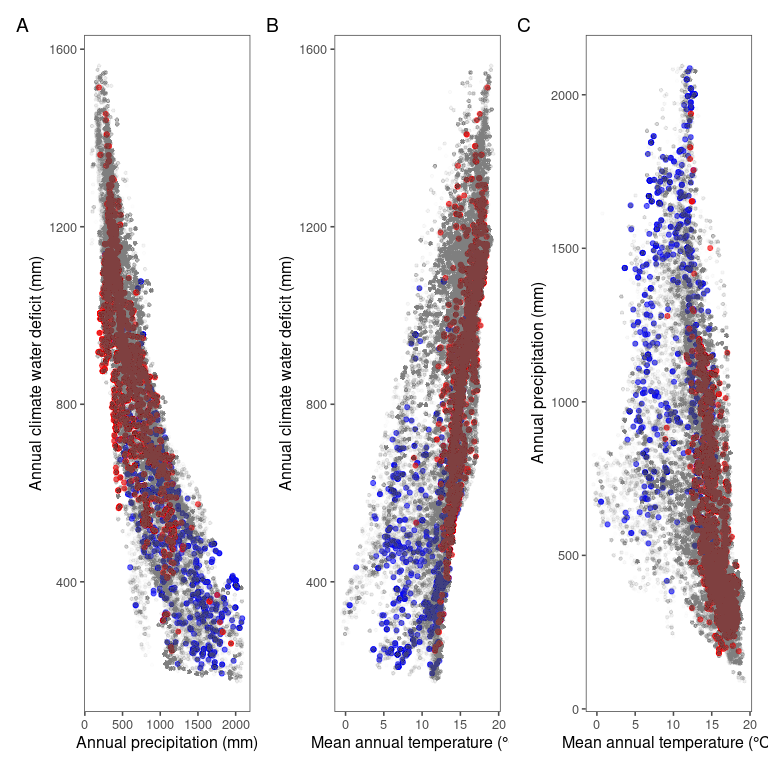 A
B
C
1600
1200
800
400
Annual climate water deficit (mm)
0 500 1000 1500 2000
Annual precipitation (mm)
1600
1200
800
400
Annual climate water deficit (mm)
0 5 10 15 20
Mean annual temperature (°
2000
1500
1000
500
0
Annual precipitation (mm)
0 5 10 15 20
Mean annual temperature (°C